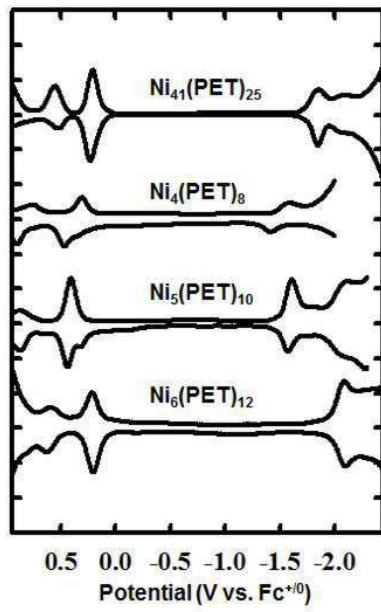 Ni₄₁(PET)₂₅
Ni₄(PET)₈
Ni₅(PET)₁₀
Ni₆(PET)₁₂
0.5 0.0 -0.5 -1.0 -1.5 -2.0
Potential (V vs. Fc⁺ᐟ⁰)